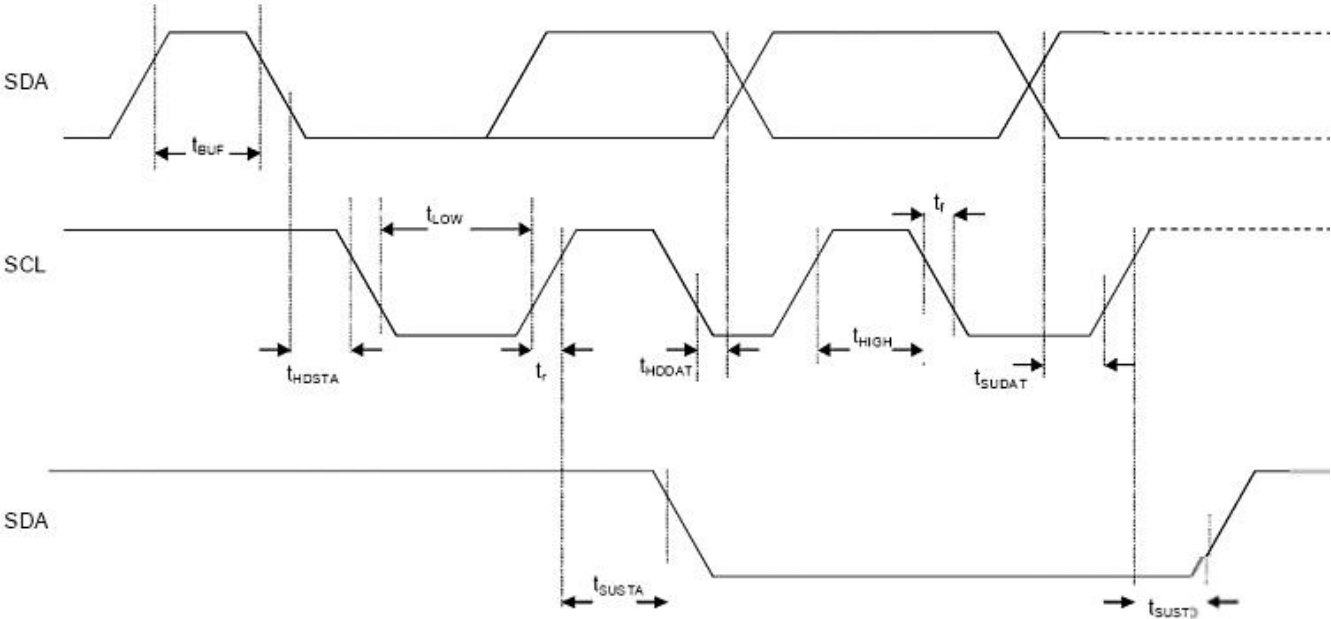 SDA
tBUF
tLOW
tf
SCL
tHDSTA
tr
tHDDAT
tHIGH
tSUDAT
SDA
tSUSTA